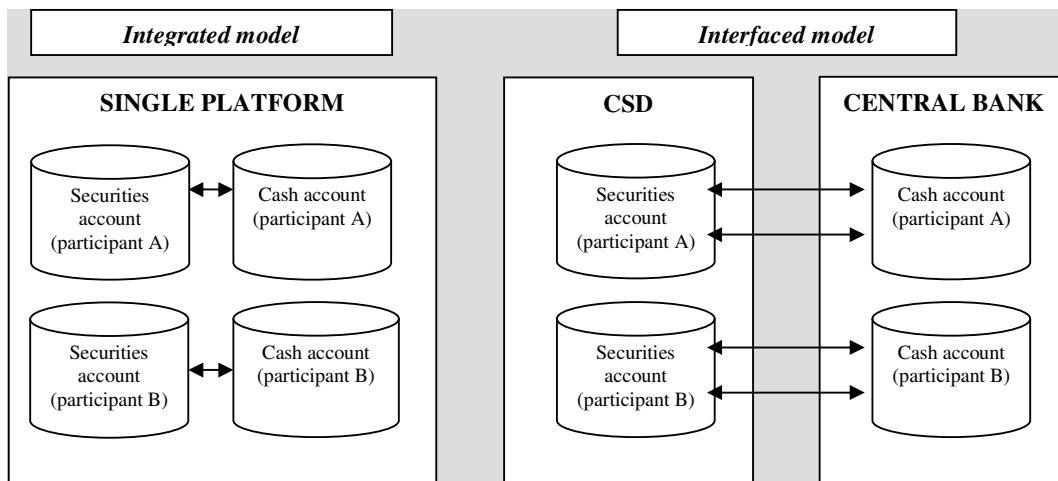 Integrated model
Interfaced model
SINGLE PLATFORM
Securities
account
(participant A)
Cash account
(participant A)
Securities
account
(participant B)
Cash account
(participant B)
CSD
Securities
account
(participant A)
Securities
account
(participant B)
CENTRAL BANK
Cash account
(participant A)
Cash account
(participant B)